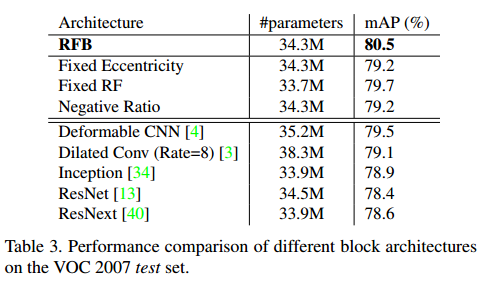 Architecture #parameters mAP (%)
RFB 34.3M 80.5
Fixed Eccentricity 34.3M 79.2
Fixed RF 33.7M 79.7
Negative Ratio 34.3M 79.2
Deformable CNN [4] 35.2M 79.5
Dilated Conv (Rate=8) [3] 38.3M 79.1
Inception [34] 33.9M 78.9
ResNet [13] 34.5M 78.4
ResNext [40] 33.9M 78.6
Table 3. Performance comparison of different block architectures
on the VOC 2007 test set.